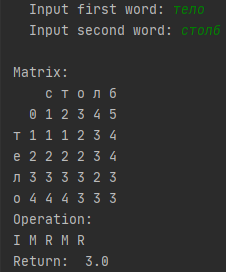 Input first word: тело
Input second word: столб
Matrix:
с т о л б
0 1 2 3 4 5
т 1 1 1 2 3 4
е 2 2 2 2 3 4
л 3 3 3 3 2 3
о 4 4 4 3 3 3
Operation:
I M R M R
Return: 3.0